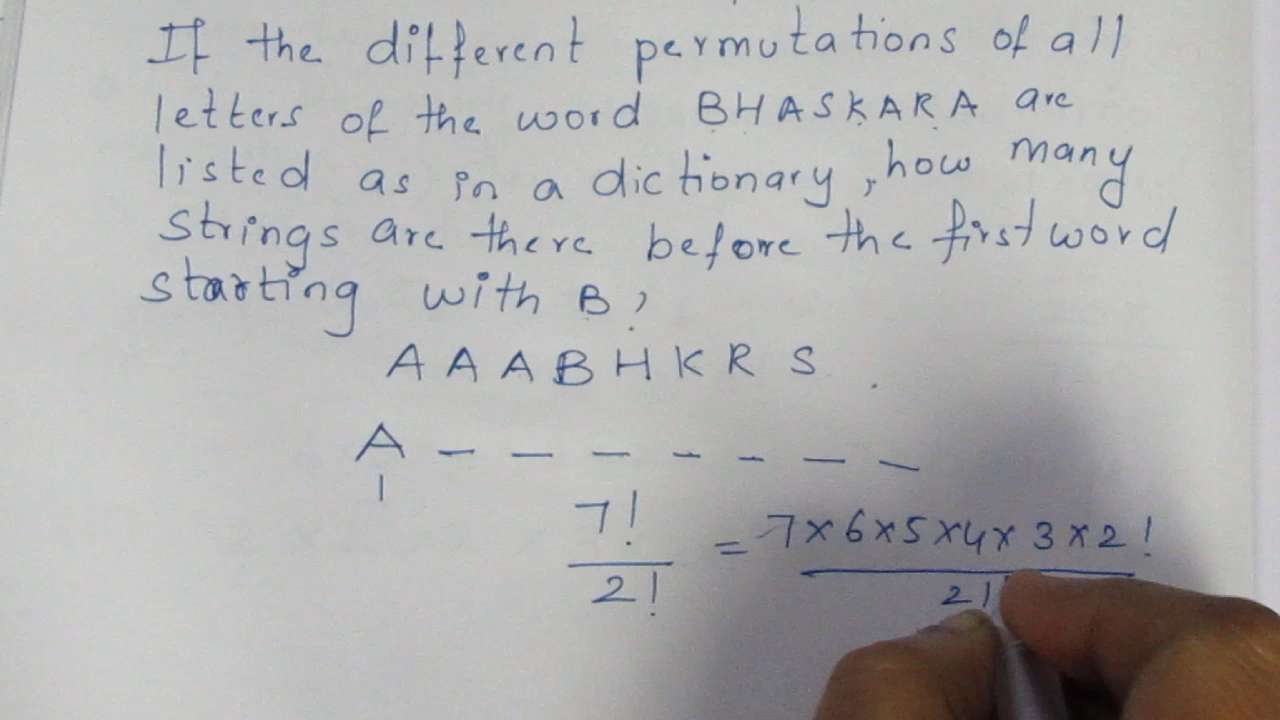 If the different permutations of all
letters of the word BHASKARA are
listed as in a dictionary, how many
strings are there before the first word
starting with B?
A A A B H K R S .
A _ _ _ _ _ _ _
1
7! / 2! = 7×6×5×4×3×2! / 2!